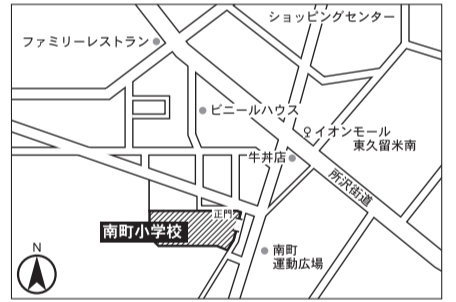 ショッピングセンター
ファミリーレストラン
ビニールハウス
イオンモール
東久留米南
牛丼店
所沢街道
正門
南町小学校
南町
運動広場
N